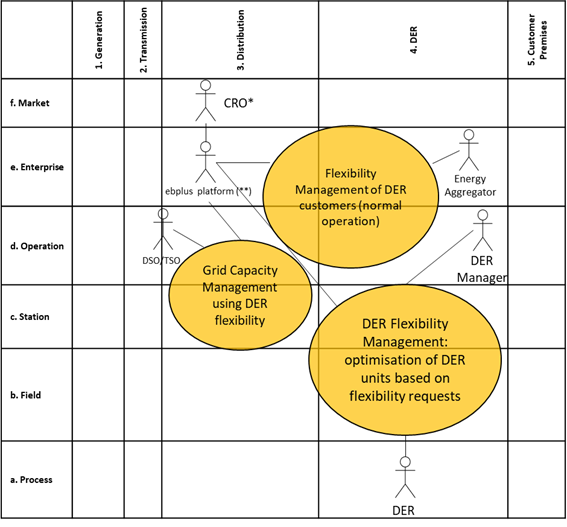 1. Generation
2. Transmission
3. Distribution
4. DER
5. Customer
Premises
f. Market
CRO*
e. Enterprise
ebplus platform (**)
Flexibility
Management of DER
customers (normal
operation)
Energy
Aggregator
d. Operation
DSO/TSO
DER
Manager
Grid Capacity
Management
using DER
flexibility
c. Station
DER Flexibility
Management:
optimisation of DER
units based on
flexibility requests
b. Field
a. Process
DER